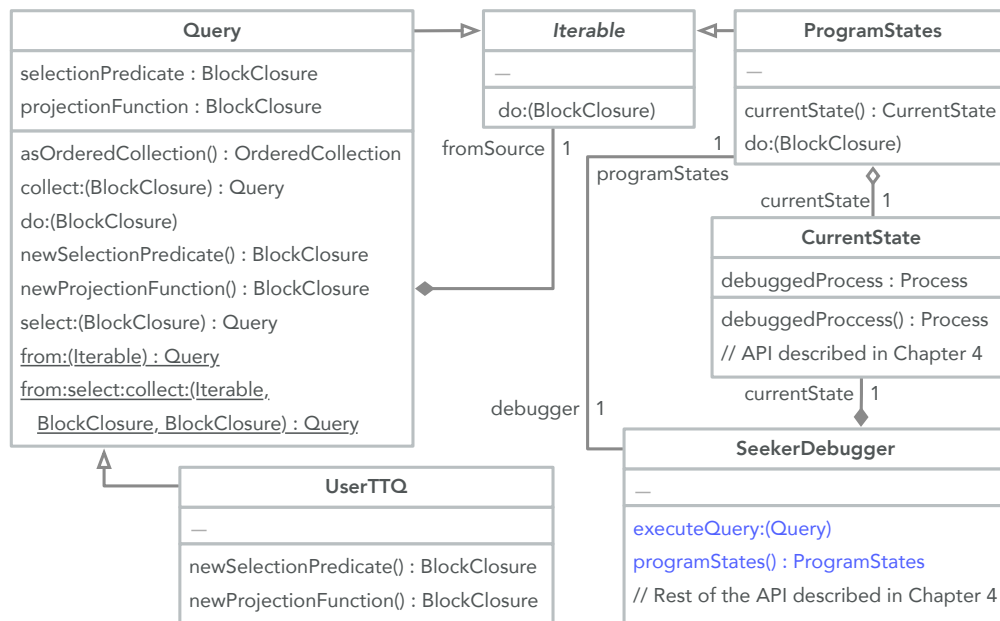 Query
selectionPredicate : BlockClosure
projectionFunction : BlockClosure
asOrderedCollection() : OrderedCollection
collect:(BlockClosure) : Query
do:(BlockClosure)
newSelectionPredicate() : BlockClosure
newProjectionFunction() : BlockClosure
select:(BlockClosure) : Query
from:(Iterable) : Query
from:select:collect:(Iterable,
BlockClosure, BlockClosure) : Query
Iterable
—
do:(BlockClosure)
fromSource 1
ProgramStates
—
currentState() : CurrentState
do:(BlockClosure)
1
programStates
currentState 1
CurrentState
debuggedProcess : Process
debuggedProccess() : Process
// API described in Chapter 4
currentState 1
debugger 1
SeekerDebugger
—
executeQuery:(Query)
programStates() : ProgramStates
// Rest of the API described in Chapter 4
UserTTQ
—
newSelectionPredicate() : BlockClosure
newProjectionFunction() : BlockClosure